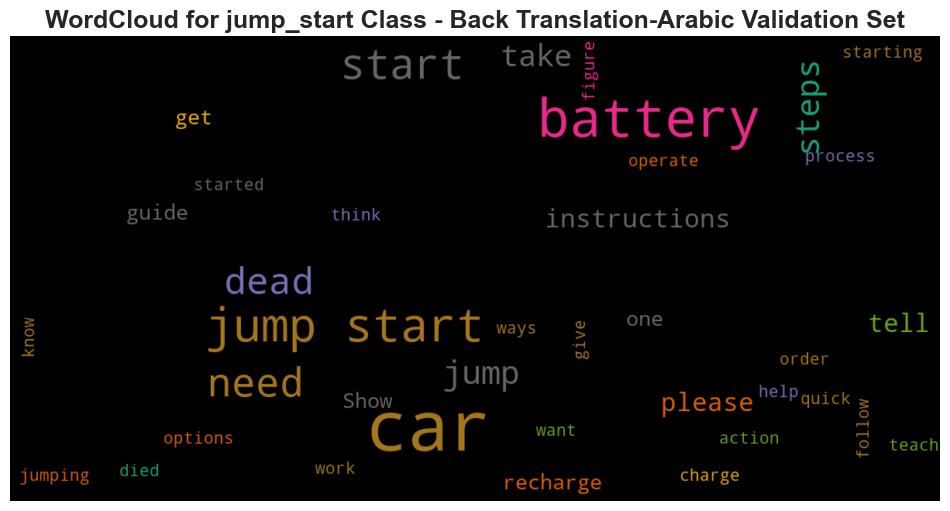 WordCloud for jump_start Class - Back Translation-Arabic Validation Set
start
take
figure
starting
battery
steps
get
process
operate
started
think
guide
instructions
dead
jump start
ways
give
one
tell
know
order
need
jump
Show
please
help
quick
car
follow
want
options
action
teach
jumping
died
work
recharge
charge